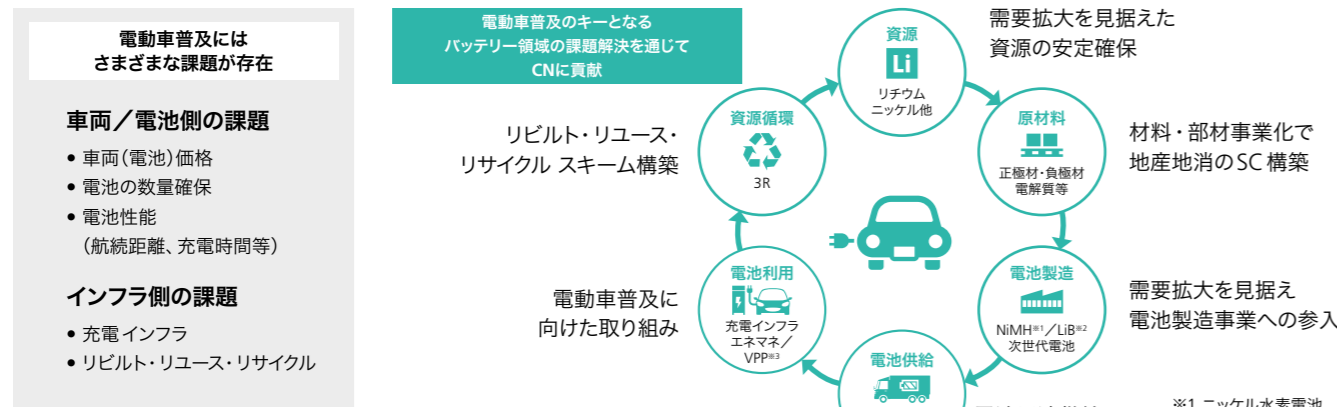 電動車普及には
さまざまな課題が存在
車両／電池側の課題
• 車両（電池）価格
• 電池の数量確保
• 電池性能
（航続距離、充電時間等）
インフラ側の課題
• 充電インフラ
• リビルト・リユース・リサイクル
電動車普及のキーとなる
バッテリー領域の課題解決を通じて
CNに貢献
資源
Li
リチウム
ニッケル他
需要拡大を見据えた
資源の安定確保
原材料
正極材・負極材
電解質等
材料・部材事業化で
地産地消のSC構築
電池製造
NiMH※1／LiB※2
次世代電池
需要拡大を見据え
電池製造事業への参入
電池供給
電池利用
充電インフラ
エネマネ／
VPP※3
電動車普及に
向けた取り組み
資源循環
3R
リビルト・リユース・
リサイクル スキーム構築
※1 ニッケル水素電池